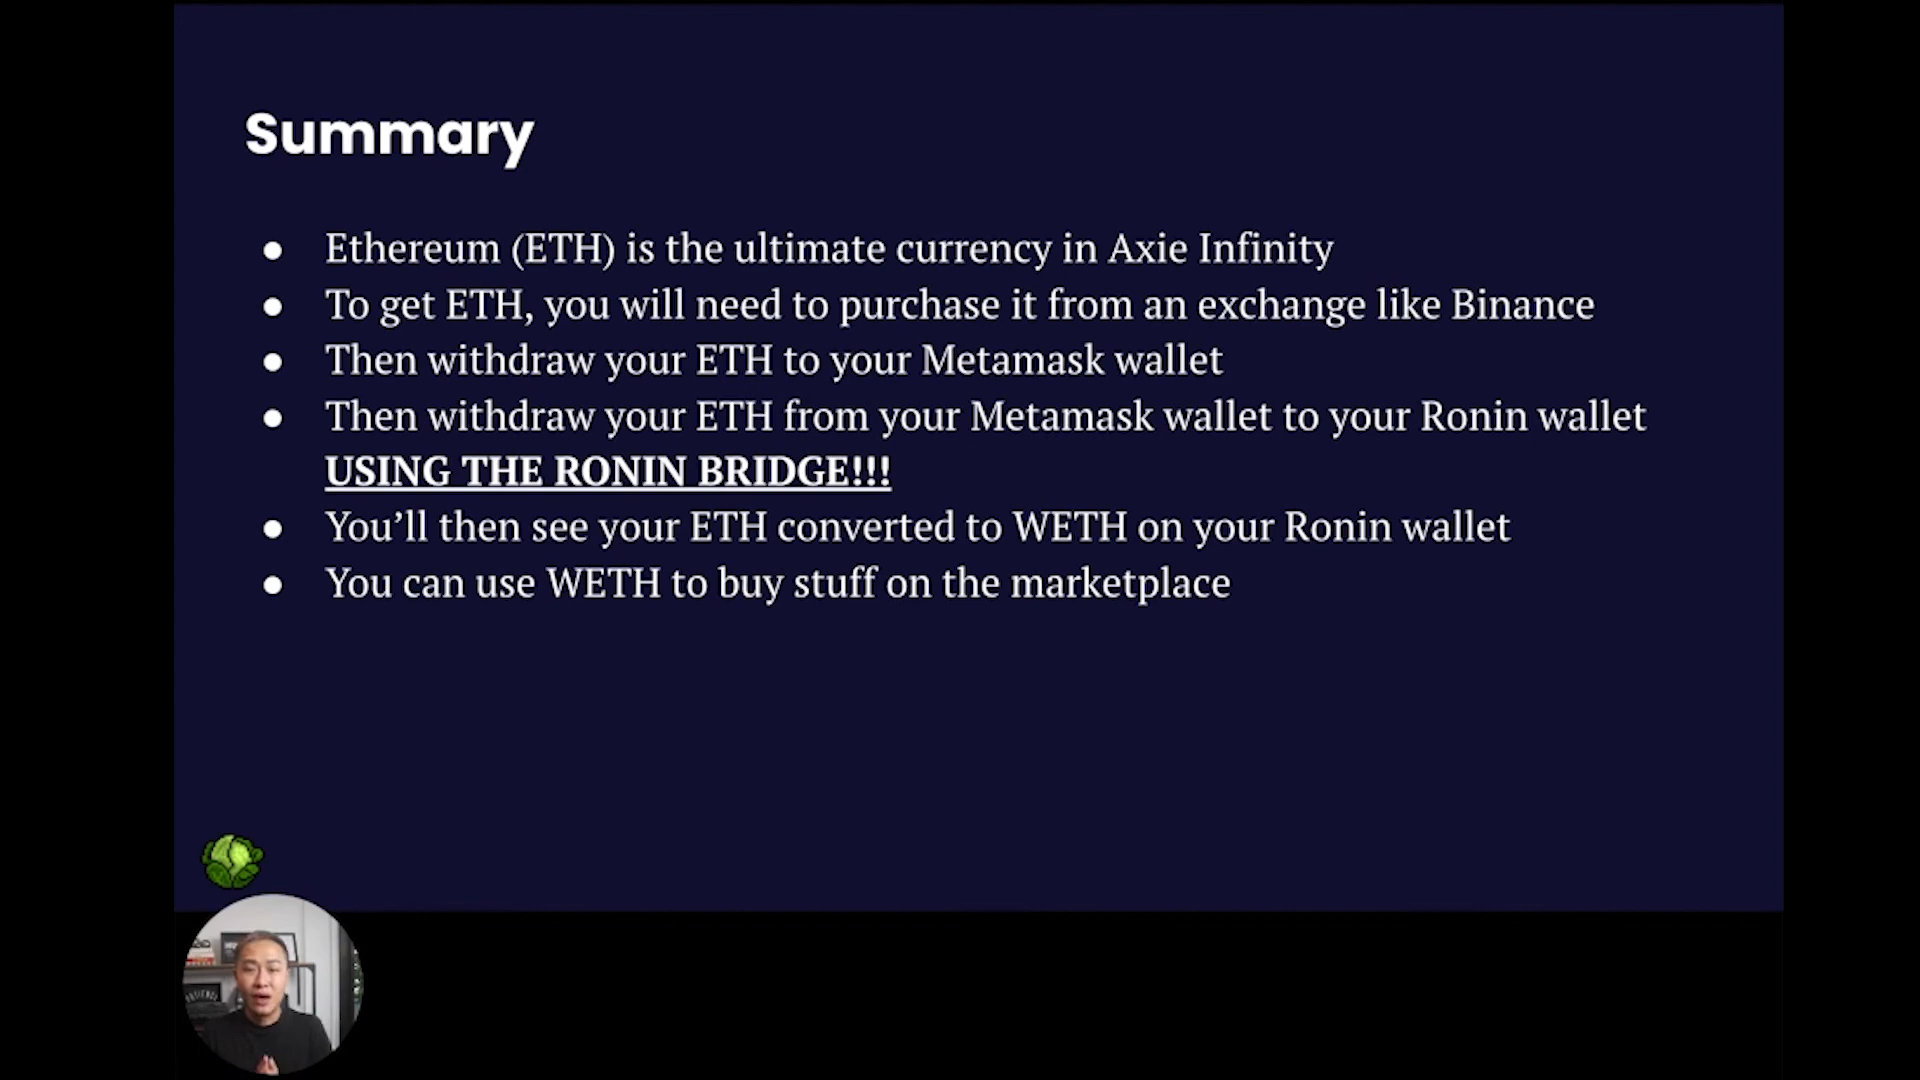 Summary
● Ethereum (ETH) is the ultimate currency in Axie Infinity
● To get ETH, you will need to purchase it from an exchange like Binance
● Then withdraw your ETH to your Metamask wallet
● Then withdraw your ETH from your Metamask wallet to your Ronin wallet
USING THE RONIN BRIDGE!!!
● You’ll then see your ETH converted to WETH on your Ronin wallet
● You can use WETH to buy stuff on the marketplace
PATIENCE